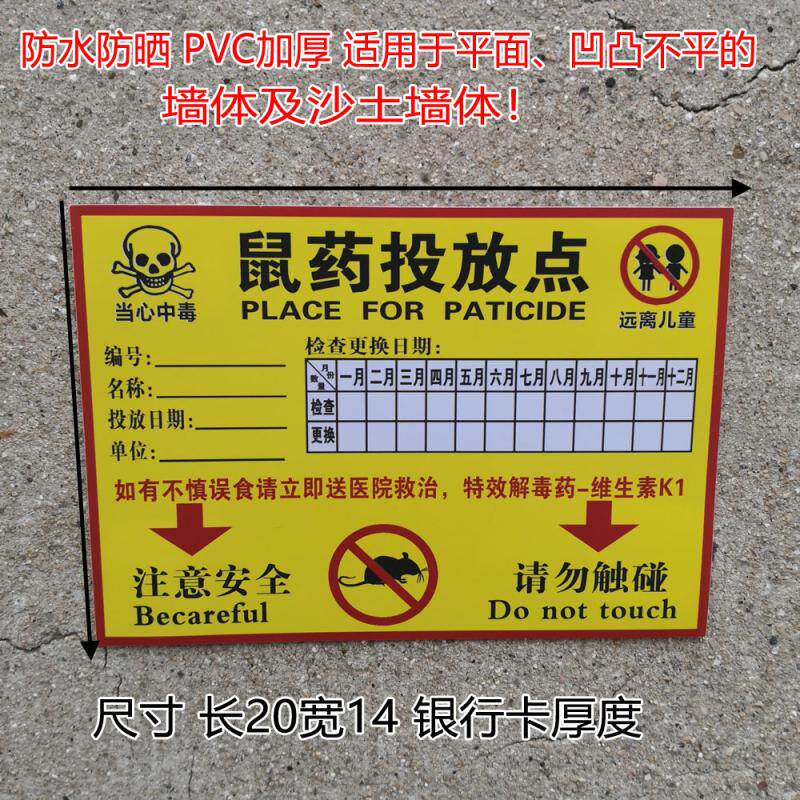 防水防晒 PVC加厚 适用于平面、凹凸不平的
墙体及沙土墙体！
鼠药投放点
PLACE FOR PATICIDE
当心中毒
远离儿童
编号:
名称:
投放日期:
单位:
检查更换日期:
月份 数量 一月 二月 三月 四月 五月 六月 七月 八月 九月 十月 十一月 十二月
检查
更换
如有不慎误食请立即送医院救治，特效解毒药-维生素K1
注意安全
Becareful
请勿触碰
Do not touch
尺寸 长20宽14 银行卡厚度